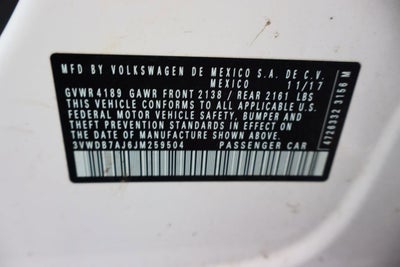 MFD BY VOLKSWAGEN DE MEXICO S.A. DE C.V.
MEXICO 11/17
GVWR 4189 GAWR FRONT 2138 / REAR 2161 LBS
THIS VEHICLE CONFORMS TO ALL APPLICABLE U.S.
FEDERAL MOTOR VEHICLE SAFETY, BUMPER AND
THEFT PREVENTION STANDARDS IN EFFECT ON
THE DATE OF MANUFACTURE SHOWN ABOVE.
3VWDB7AJ6JM259504 PASSENGER CAR